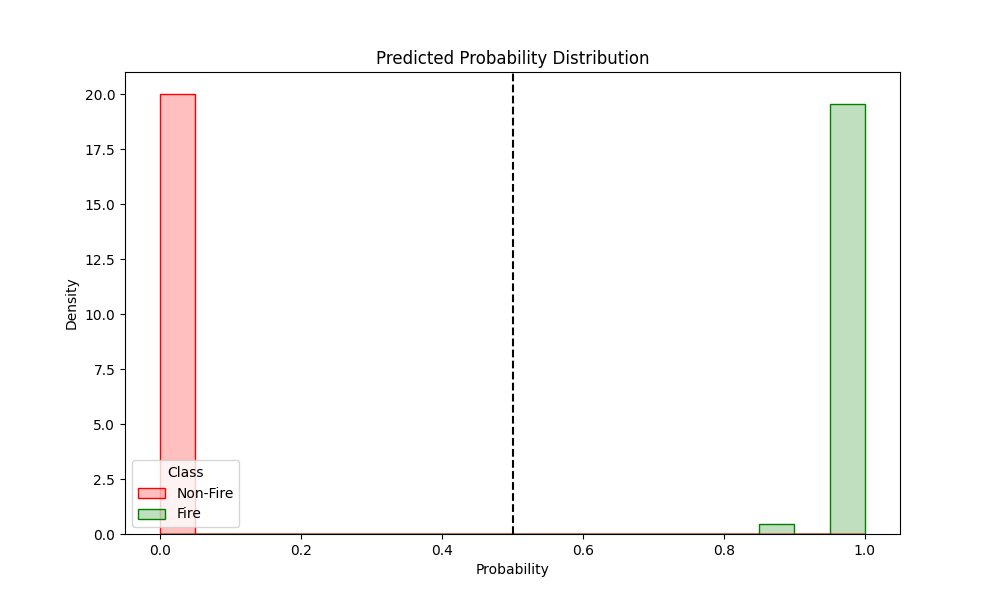 Predicted Probability Distribution
20.0
17.5
15.0
12.5
10.0
7.5
5.0
2.5
0.0
Density
Class
Non-Fire
Fire
0.0 0.2 0.4 0.6 0.8 1.0
Probability